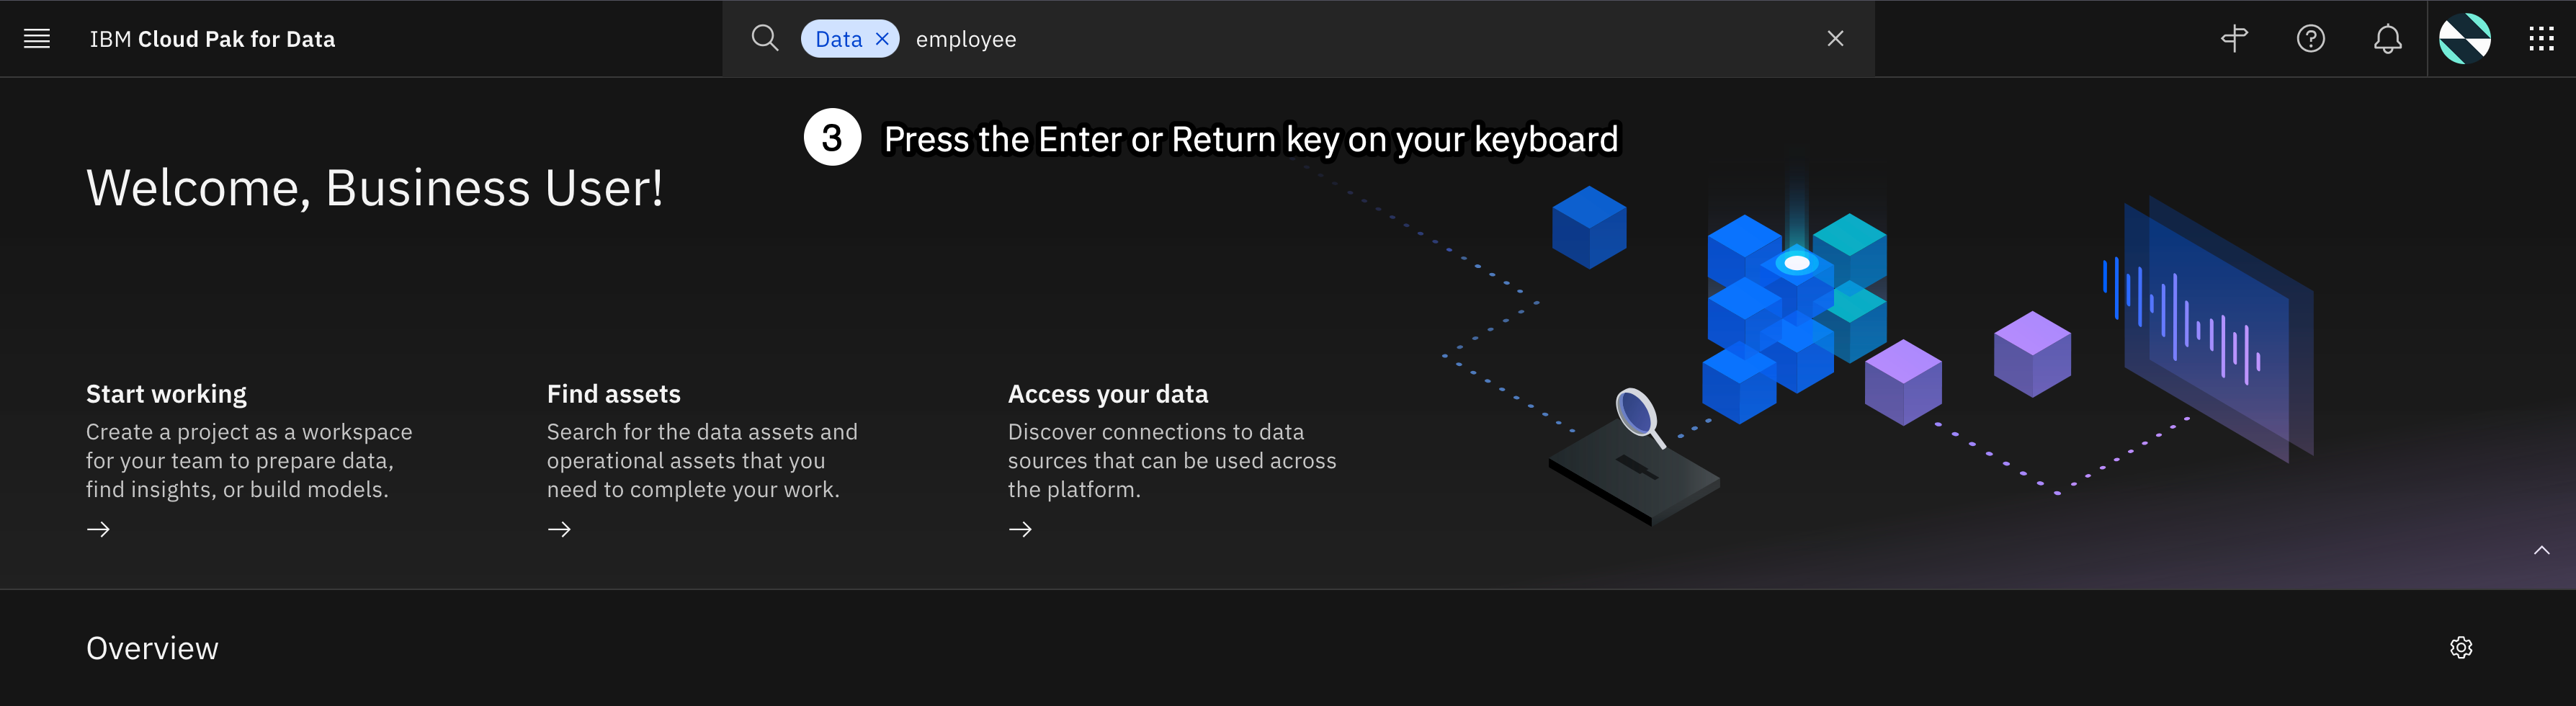 IBM Cloud Pak for Data
Data employee
3 Press the Enter or Return key on your keyboard
Welcome, Business User!
Start working
Create a project as a workspace
for your team to prepare data,
find insights, or build models.
Find assets
Search for the data assets and
operational assets that you
need to complete your work.
Access your data
Discover connections to data
sources that can be used across
the platform.
Overview